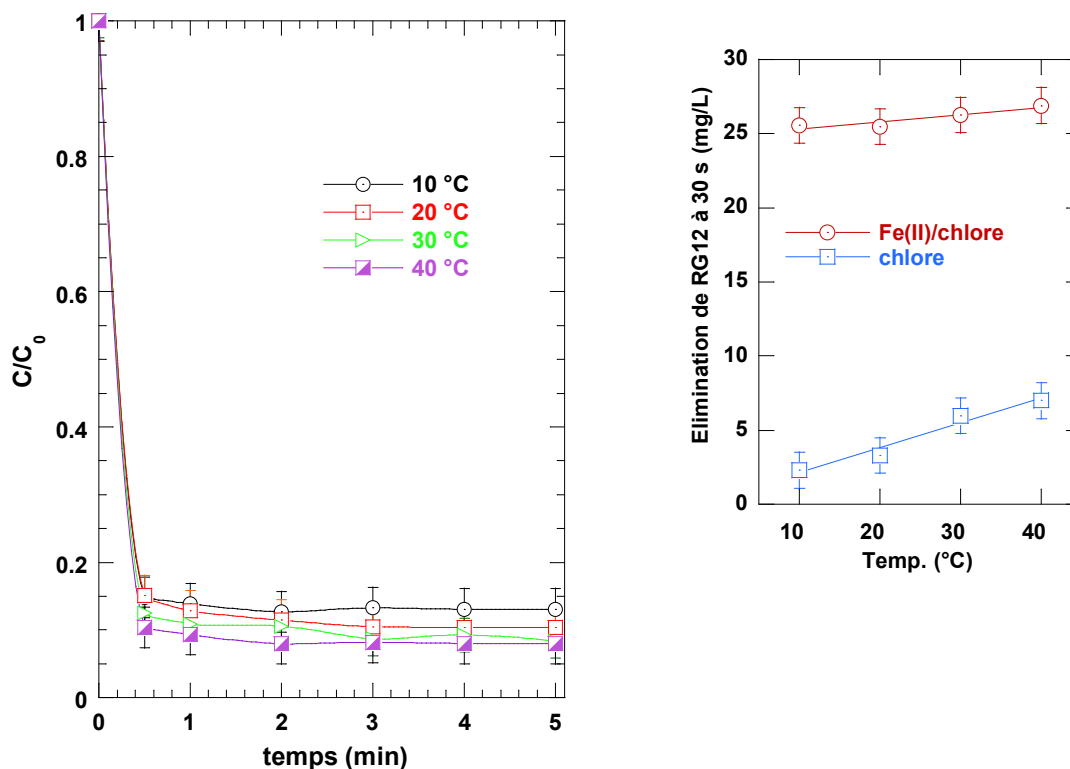 1
0.8
0.6
0.4
0.2
0
C/C0
0 1 2 3 4 5
temps (min)
10 °C
20 °C
30 °C
40 °C
30
25
20
15
10
5
0
Elimination de RG12 à 30 s (mg/L)
Fe(II)/chlore
chlore
10 20 30 40
Temp. (°C)